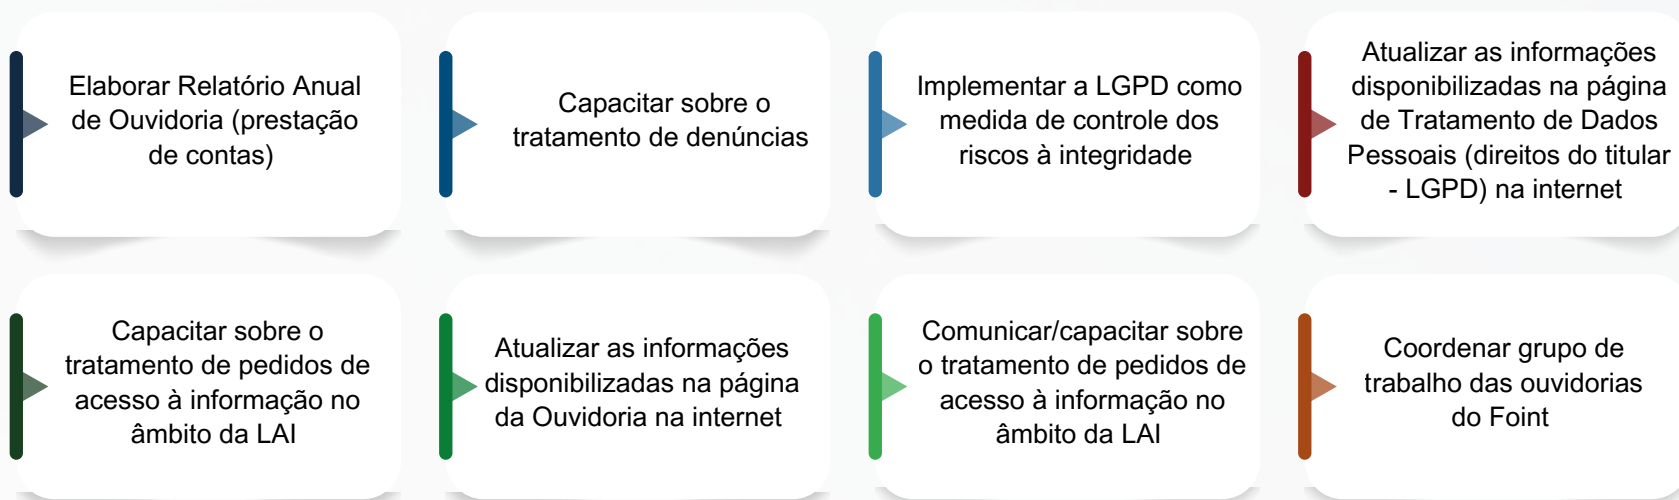 Elaborar Relatório Anual
de Ouvidoria (prestação
de contas)
Capacitar sobre o
tratamento de denúncias
Implementar a LGPD como
medida de controle dos
riscos à integridade
Atualizar as informações
disponibilizadas na página
de Tratamento de Dados
Pessoais (direitos do titular
- LGPD) na internet
Capacitar sobre o
tratamento de pedidos de
acesso à informação no
âmbito da LAI
Atualizar as informações
disponibilizadas na página
da Ouvidoria na internet
Comunicar/capacitar sobre
o tratamento de pedidos de
acesso à informação no
âmbito da LAI
Coordenar grupo de
trabalho das ouvidorias
do Foint